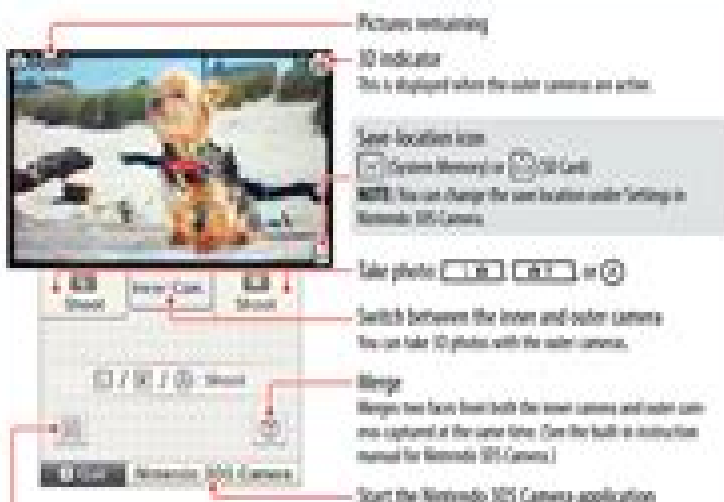 Pictures remaining
3D indicator
This is displayed when the outer cameras are active.
Save-location icon
(System Memory) or (SD Card)
NOTE: You can change the save location under Settings in
Nintendo 3DS Camera.
Take photo: L R or
Switch between the inner and outer camera
You can take 3D photos with the outer cameras.
Merge
Merges two faces from both the inner camera and outer cam-
eras captured at the same time. (See the built-in instruction
manual for Nintendo 3DS Camera.)
Start the Nintendo 3DS Camera application
Shoot
Inner Cam.
Shoot
Shoot
Nintendo 3DS Camera